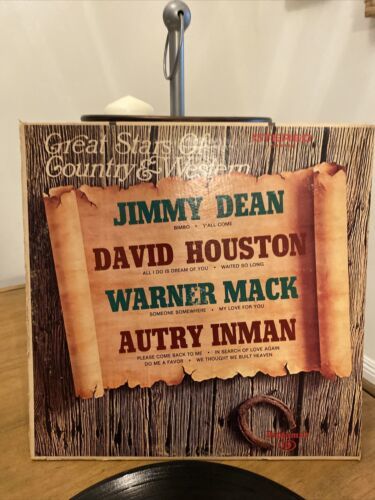 Great Stars Of
STEREO
Country & Western
JIMMY DEAN
BIMBO • Y'ALL COME
DAVID HOUSTON
ALL I DO IS DREAM OF YOU • WAITED SO LONG
WARNER MACK
SOMEONE SOMEWHERE • MY LOVE FOR YOU
AUTRY INMAN
PLEASE COME BACK TO ME • IN SEARCH OF LOVE AGAIN
DO ME A FAVOR • WE THOUGHT WE BUILT HEAVEN